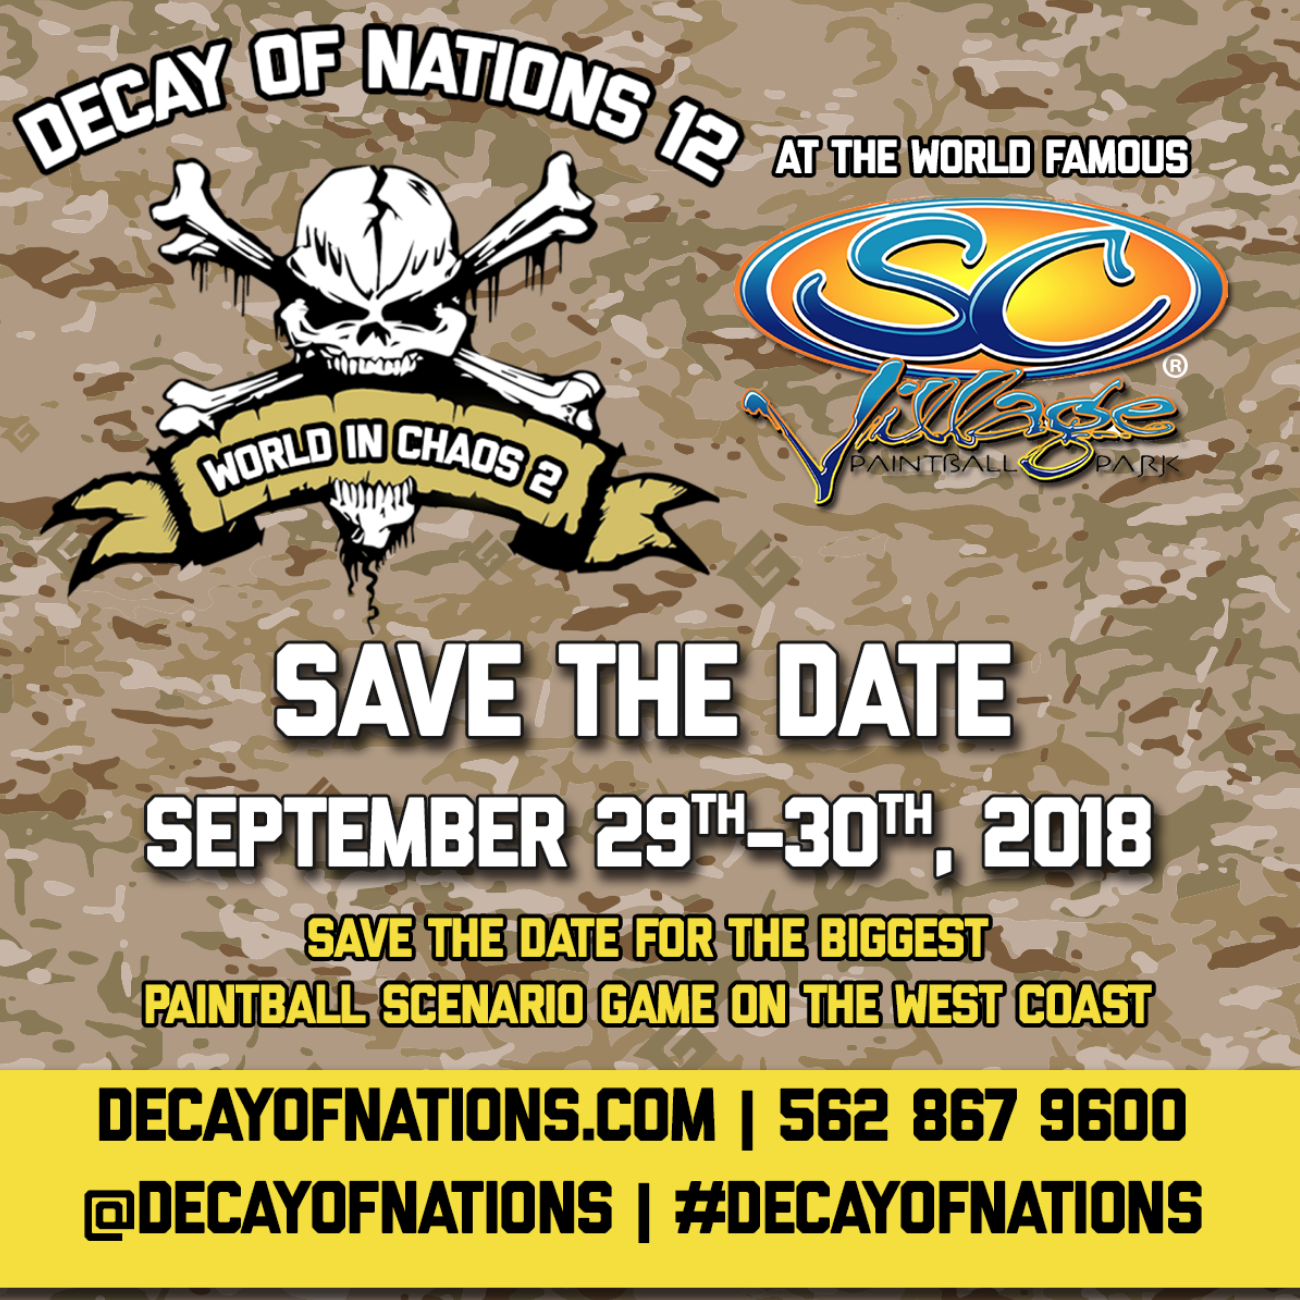 DECAY OF NATIONS 12
AT THE WORLD FAMOUS
SC
Village
®
PAINTBALL PARK
WORLD IN CHAOS 2
SAVE THE DATE
SEPTEMBER 29TH-30TH, 2018
SAVE THE DATE FOR THE BIGGEST
PAINTBALL SCENARIO GAME ON THE WEST COAST
DECAYOFNATIONS.COM | 562 867 9600
@DECAYOFNATIONS | #DECAYOFNATIONS